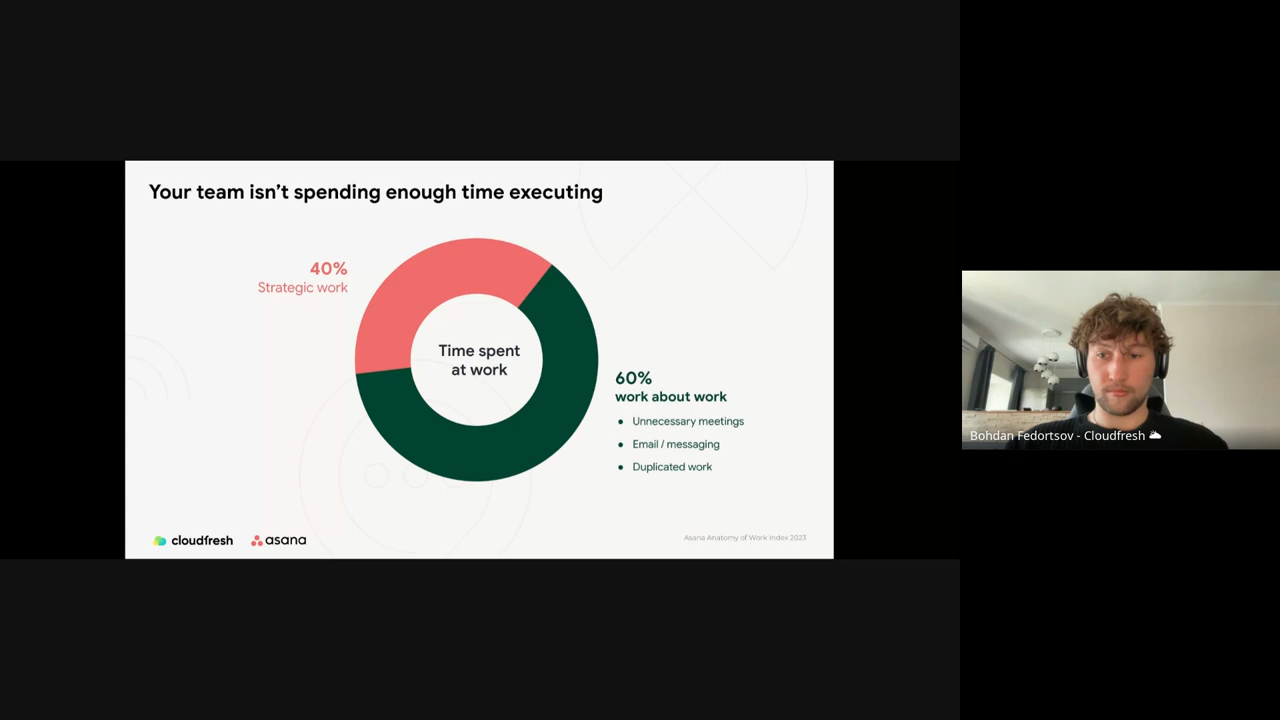 Your team isn’t spending enough time executing
40%
Strategic work
Time spent
at work
60%
work about work
● Unnecessary meetings
● Email / messaging
● Duplicated work
cloudfresh
asana
Asana Anatomy of Work Index 2023
Bohdan Fedortsov - Cloudfresh 🌥️